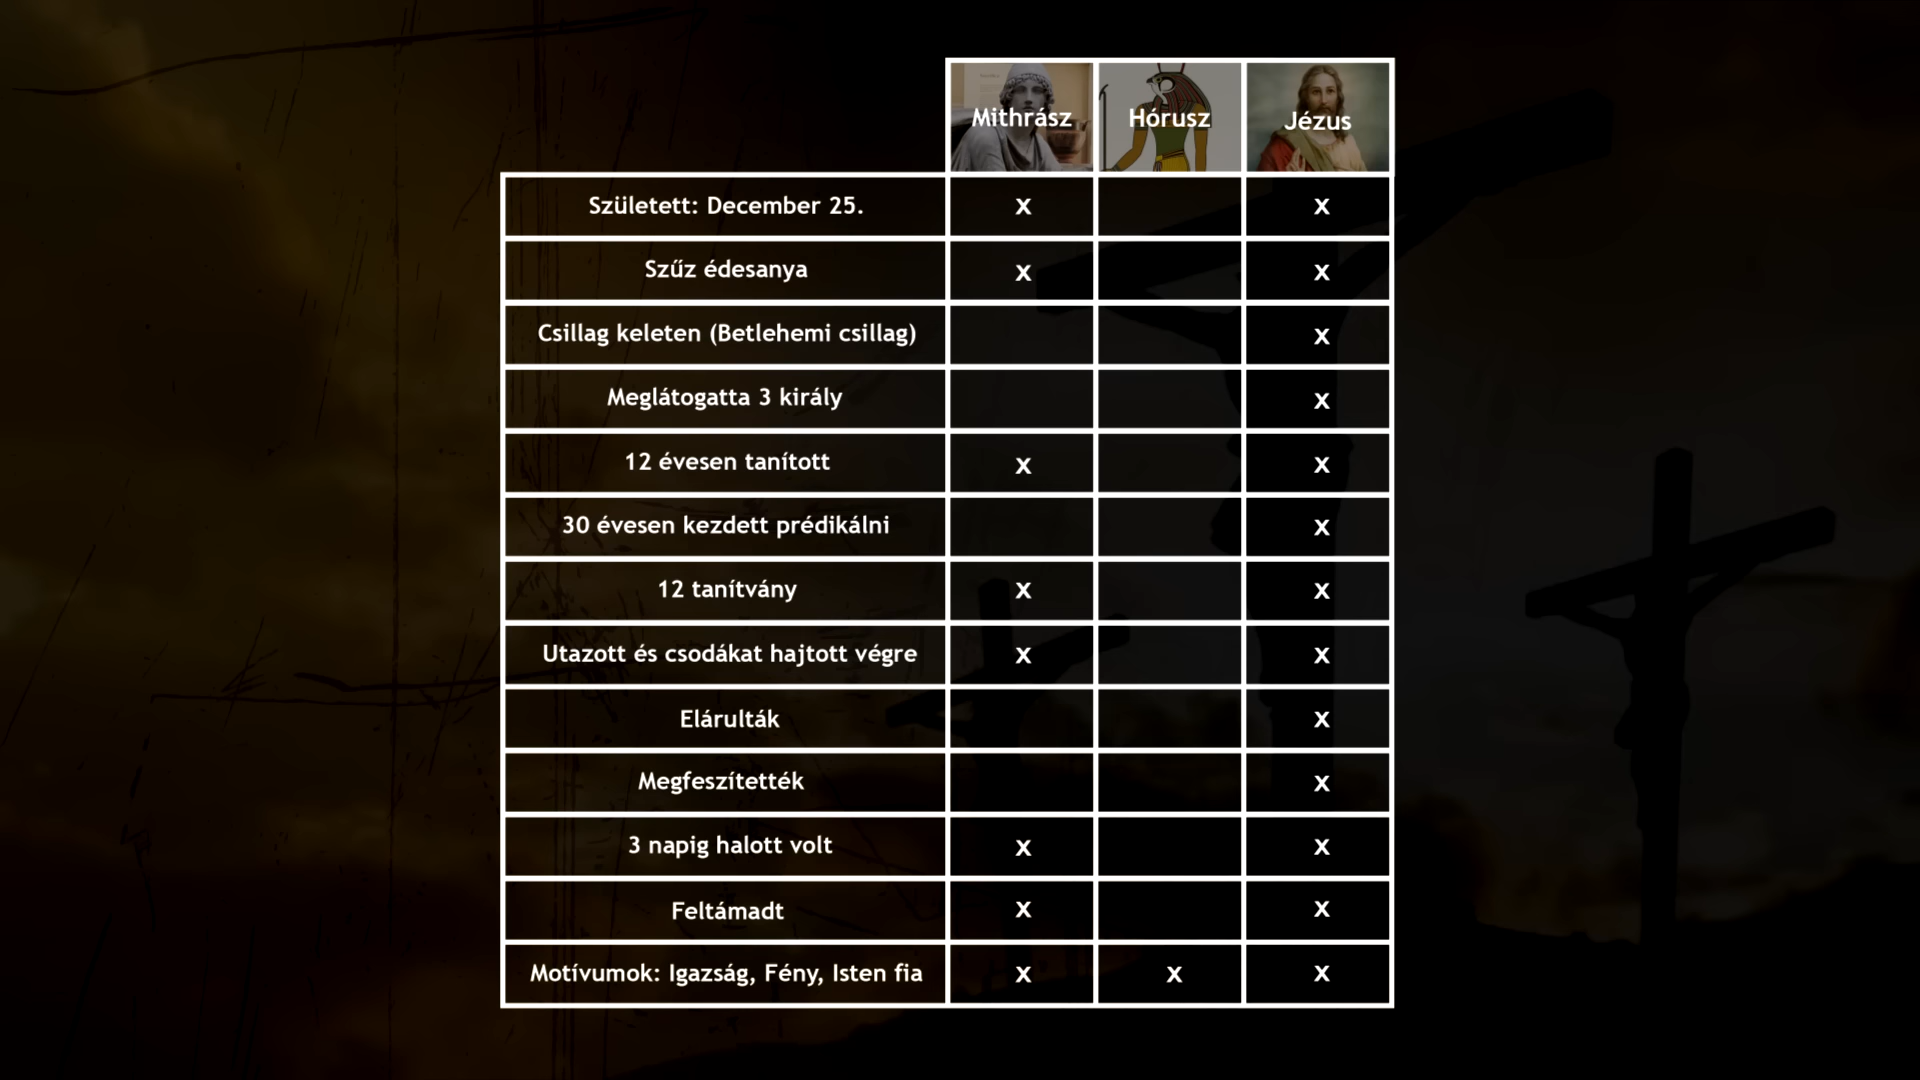 Mithrász Hórusz Jézus
Született: December 25. x x
Szűz édesanya x x
Csillag keleten (Betlehemi csillag) x
Meglátogatta 3 király x
12 évesen tanított x x
30 évesen kezdett prédikálni x
12 tanítvány x x
Utazott és csodákat hajtott végre x x
Elárulták x
Megfeszítették x
3 napig halott volt x x
Feltámadt x x
Motívumok: Igazság, Fény, Isten fia x x x